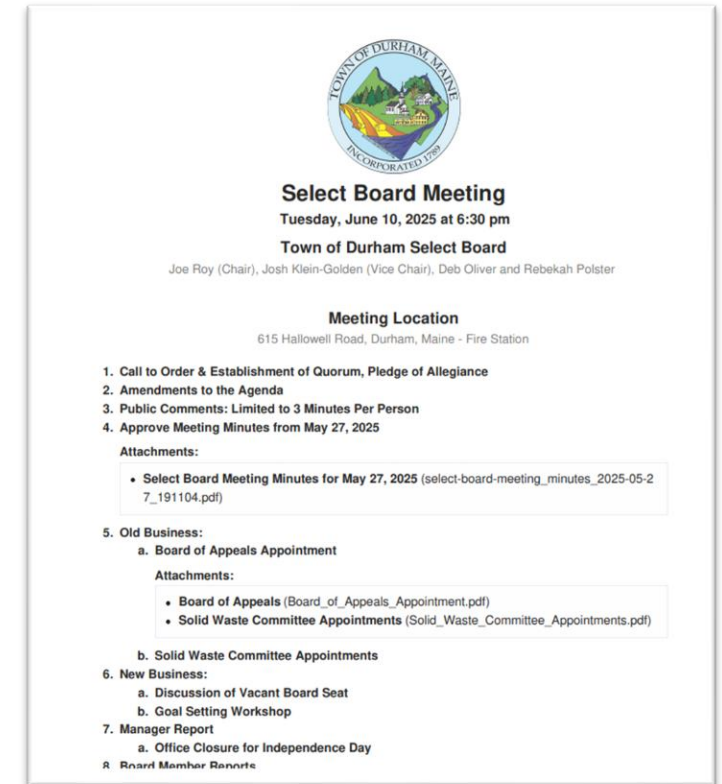 TOWN OF DURHAM, MAINE
INCORPORATED 1789
Select Board Meeting
Tuesday, June 10, 2025 at 6:30 pm
Town of Durham Select Board
Joe Roy (Chair), Josh Klein-Golden (Vice Chair), Deb Oliver and Rebekah Polster
Meeting Location
615 Hallowell Road, Durham, Maine - Fire Station
1. Call to Order & Establishment of Quorum, Pledge of Allegiance
2. Amendments to the Agenda
3. Public Comments: Limited to 3 Minutes Per Person
4. Approve Meeting Minutes from May 27, 2025
Attachments:
• Select Board Meeting Minutes for May 27, 2025 (select-board-meeting_minutes_2025-05-2
7_191104.pdf)
5. Old Business:
a. Board of Appeals Appointment
Attachments:
• Board of Appeals (Board_of_Appeals_Appointment.pdf)
• Solid Waste Committee Appointments (Solid_Waste_Committee_Appointments.pdf)
b. Solid Waste Committee Appointments
6. New Business:
a. Discussion of Vacant Board Seat
b. Goal Setting Workshop
7. Manager Report
a. Office Closure for Independence Day
8. Board Member Reports